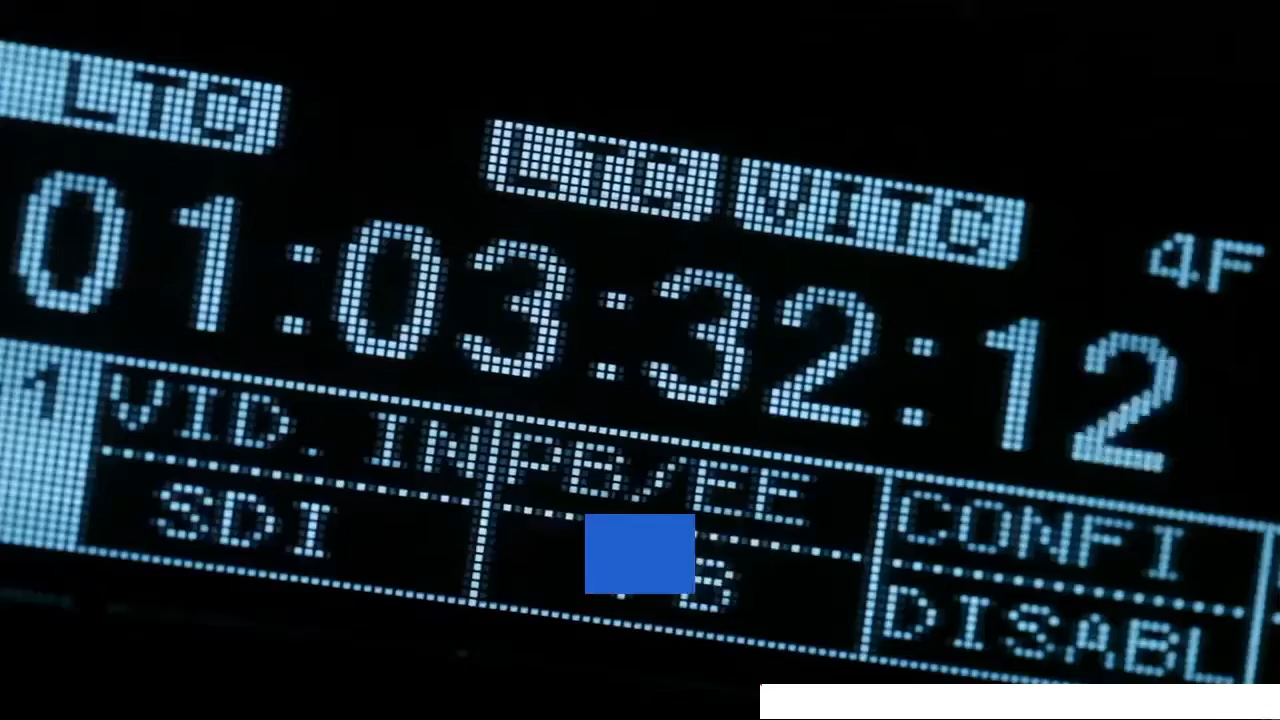 LTC LTC VITC 4F
01:03:32:12
1 VID. IN PB/EE CONFI
SDI DISABL